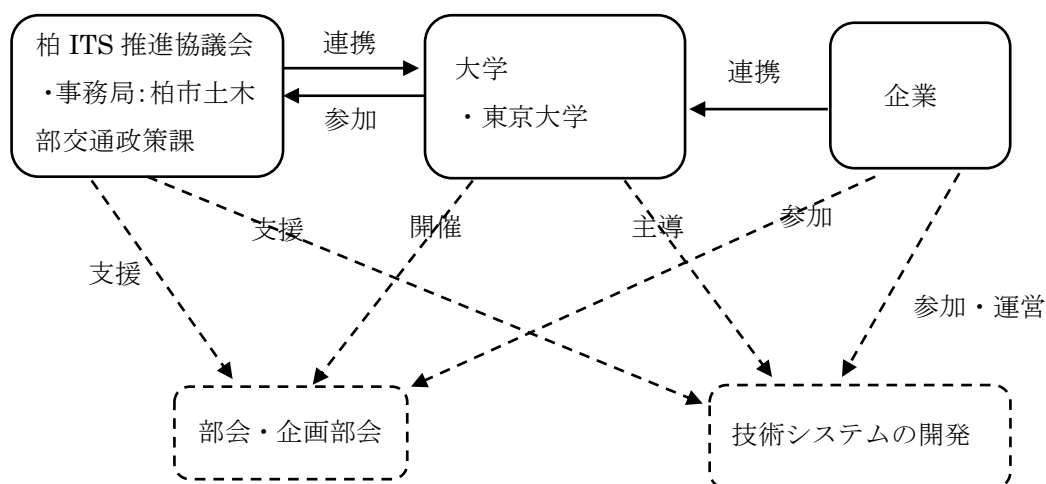 柏 ITS 推進協議会
・事務局:柏市土木
部交通政策課
連携
参加
大学
・東京大学
連携
企業
支援
支援
開催
主導
参加
参加・運営
部会・企画部会
技術システムの開発